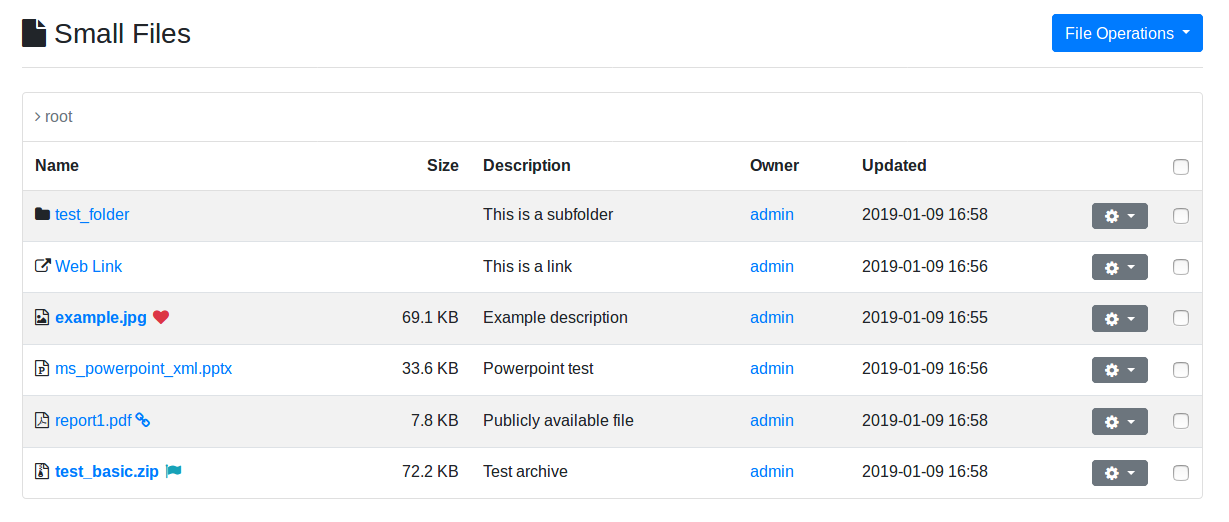 Small Files
File Operations
root
Name Size Description Owner Updated
test_folder This is a subfolder admin 2019-01-09 16:58
Web Link This is a link admin 2019-01-09 16:56
example.jpg 69.1 KB Example description admin 2019-01-09 16:55
ms_powerpoint_xml.pptx 33.6 KB Powerpoint test admin 2019-01-09 16:56
report1.pdf 7.8 KB Publicly available file admin 2019-01-09 16:58
test_basic.zip 72.2 KB Test archive admin 2019-01-09 16:58